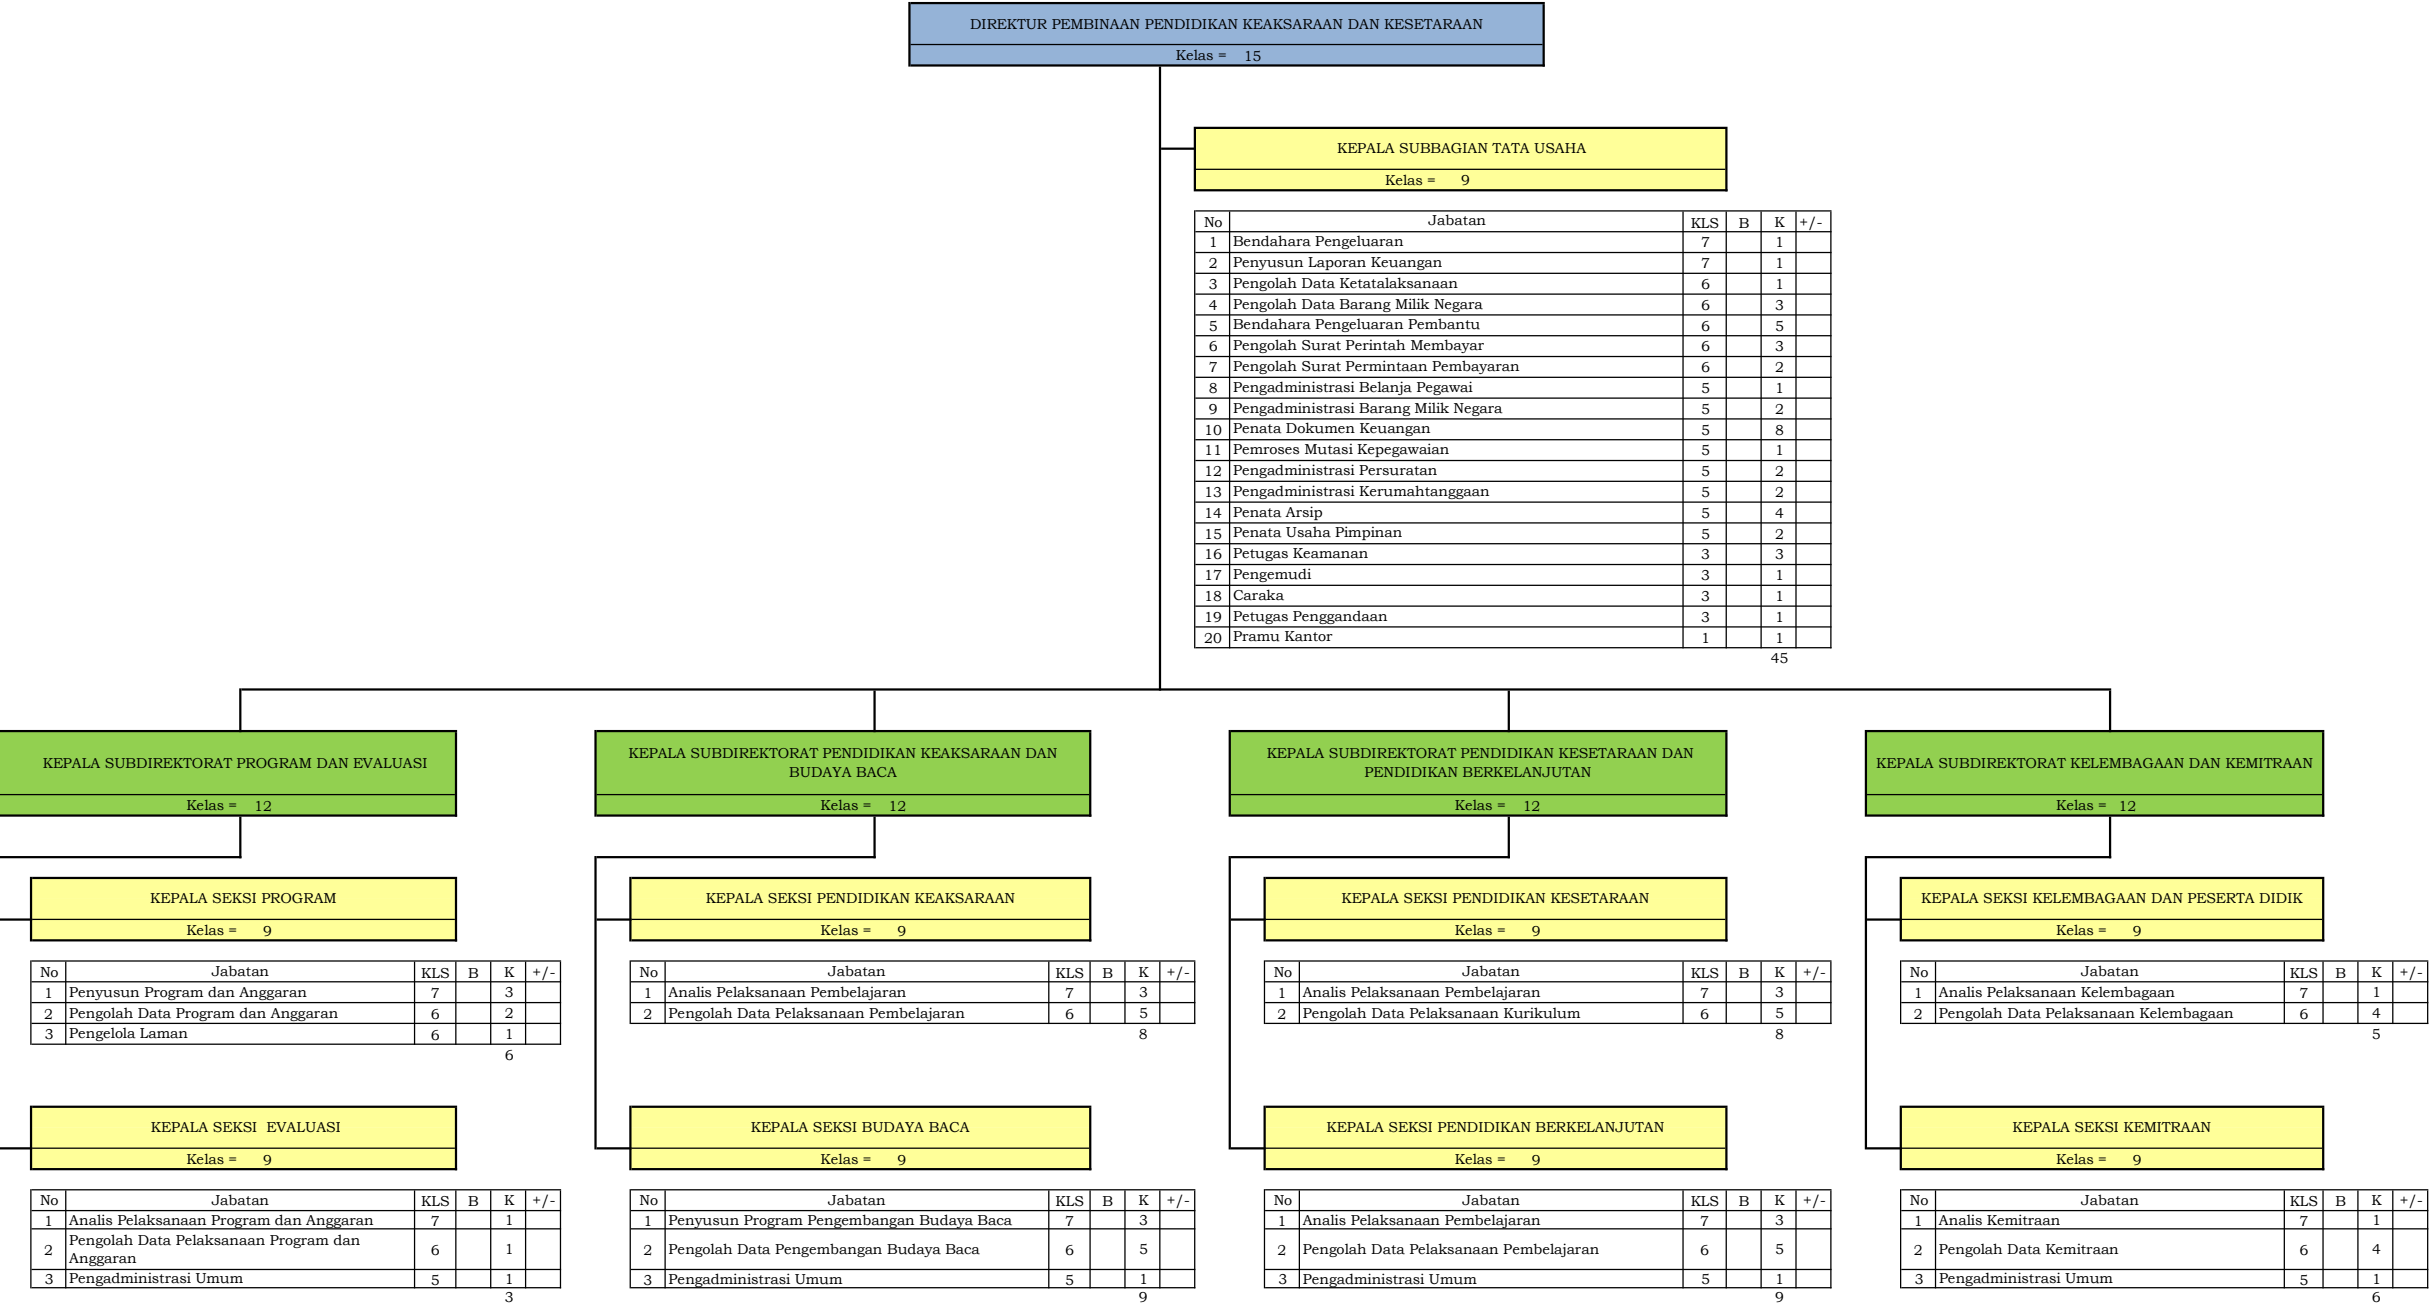 DIREKTUR PEMBINAAN PENDIDIKAN KEAKSARAAN DAN KESETARAAN
Kelas = 15
KEPALA SUBBAGIAN TATA USAHA
Kelas = 9
No Jabatan KLS B K +/-
1 Bendahara Pengeluaran 7 1
2 Penyusun Laporan Keuangan 7 1
3 Pengolah Data Ketatalaksanaan 6 1
4 Pengolah Data Barang Milik Negara 6 3
5 Bendahara Pengeluaran Pembantu 6 5
6 Pengolah Surat Perintah Membayar 6 3
7 Pengolah Surat Permintaan Pembayaran 6 2
8 Pengadministrasi Belanja Pegawai 5 1
9 Pengadministrasi Barang Milik Negara 5 2
10 Penata Dokumen Keuangan 5 8
11 Pemroses Mutasi Kepegawaian 5 1
12 Pengadministrasi Persuratan 5 2
13 Pengadministrasi Kerumahtanggaan 5 2
14 Penata Arsip 5 4
15 Penata Usaha Pimpinan 5 2
16 Petugas Keamanan 3 3
17 Pengemudi 3 1
18 Caraka 3 1
19 Petugas Penggandaan 3 1
20 Pramu Kantor 1 1
45
KEPALA SUBDIREKTORAT PROGRAM DAN EVALUASI
Kelas = 12
KEPALA SEKSI PROGRAM
Kelas = 9
No Jabatan KLS B K +/-
1 Penyusun Program dan Anggaran 7 3
2 Pengolah Data Program dan Anggaran 6 2
3 Pengelola Laman 6 1
6
KEPALA SEKSI EVALUASI
Kelas = 9
No Jabatan KLS B K +/-
1 Analis Pelaksanaan Program dan Anggaran 7 1
2 Pengolah Data Pelaksanaan Program dan
Anggaran 6 1
3 Pengadministrasi Umum 5 1
3
KEPALA SUBDIREKTORAT PENDIDIKAN KEAKSARAAN DAN
BUDAYA BACA
Kelas = 12
KEPALA SEKSI PENDIDIKAN KEAKSARAAN
Kelas = 9
No Jabatan KLS B K +/-
1 Analis Pelaksanaan Pembelajaran 7 3
2 Pengolah Data Pelaksanaan Pembelajaran 6 5
8
KEPALA SEKSI BUDAYA BACA
Kelas = 9
No Jabatan KLS B K +/-
1 Penyusun Program Pengembangan Budaya Baca 7 3
2 Pengolah Data Pengembangan Budaya Baca 6 5
3 Pengadministrasi Umum 5 1
9
KEPALA SUBDIREKTORAT PENDIDIKAN KESETARAAN DAN
PENDIDIKAN BERKELANJUTAN
Kelas = 12
KEPALA SEKSI PENDIDIKAN KESETARAAN
Kelas = 9
No Jabatan KLS B K +/-
1 Analis Pelaksanaan Pembelajaran 7 3
2 Pengolah Data Pelaksanaan Kurikulum 6 5
8
KEPALA SEKSI PENDIDIKAN BERKELANJUTAN
Kelas = 9
No Jabatan KLS B K +/-
1 Analis Pelaksanaan Pembelajaran 7 3
2 Pengolah Data Pelaksanaan Pembelajaran 6 5
3 Pengadministrasi Umum 5 1
9
KEPALA SUBDIREKTORAT KELEMBAGAAN DAN KEMITRAAN
Kelas = 12
KEPALA SEKSI KELEMBAGAAN DAN PESERTA DIDIK
Kelas = 9
No Jabatan KLS B K +/-
1 Analis Pelaksanaan Kelembagaan 7 1
2 Pengolah Data Pelaksanaan Kelembagaan 6 4
5
KEPALA SEKSI KEMITRAAN
Kelas = 9
No Jabatan KLS B K +/-
1 Analis Kemitraan 7 1
2 Pengolah Data Kemitraan 6 4
3 Pengadministrasi Umum 5 1
6